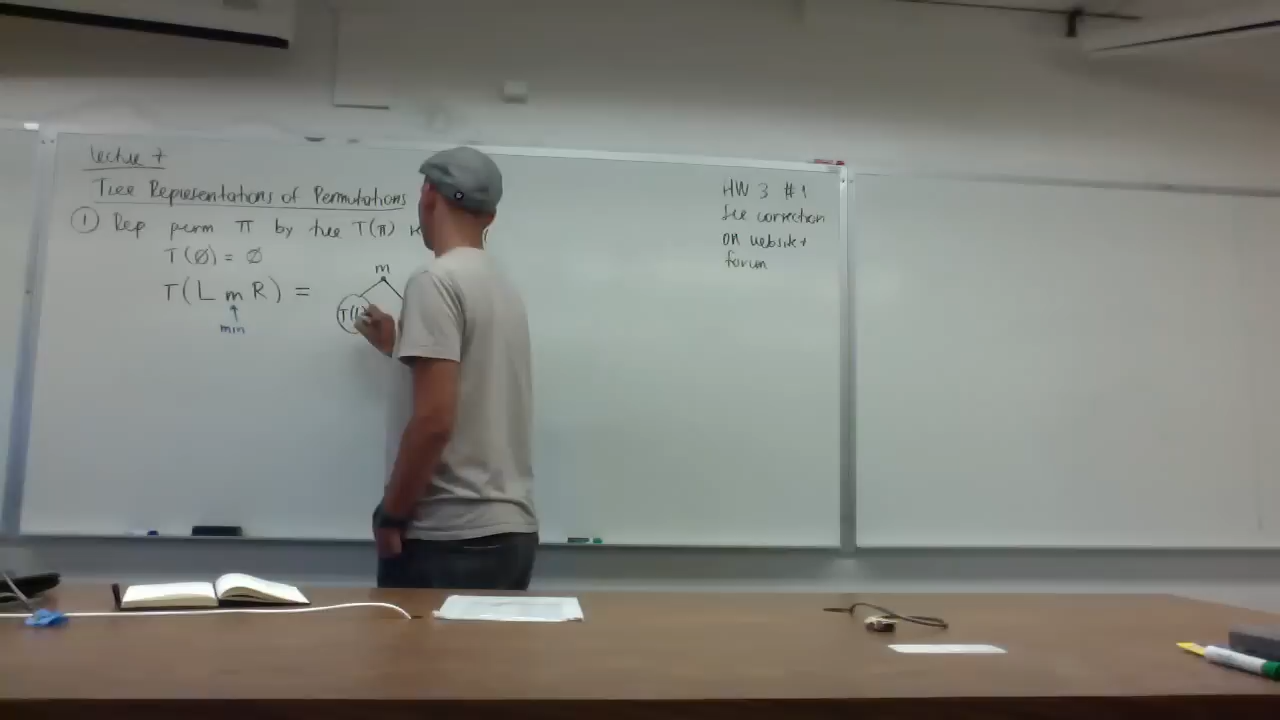 Lecture 7
Tree Representations of Permutations
① Rep perm π by tree T(π)
T(∅) = ∅
T(L m R) =
↑
min
m
T(L)
HW 3 #1
See correction
on website +
forum